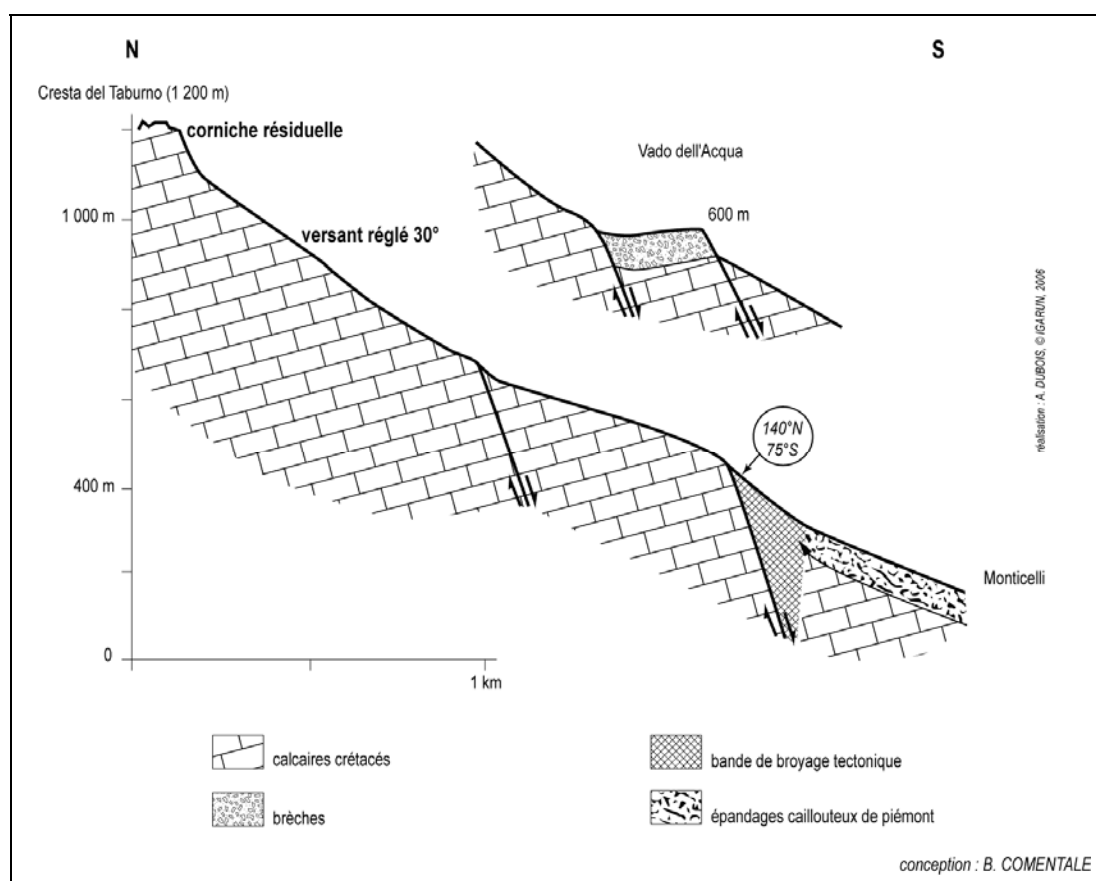 N
S
Cresta del Taburno (1 200 m)
corniche résiduelle
Vado dell'Acqua
600 m
1 000 m
versant réglé 30°
140°N
75°S
400 m
Monticelli
0
1 km
réalisation : A. DUBOIS, © IGARUN, 2006
calcaires crétacés
bande de broyage tectonique
brèches
épandages caillouteux de piémont
conception : B. COMENTALE